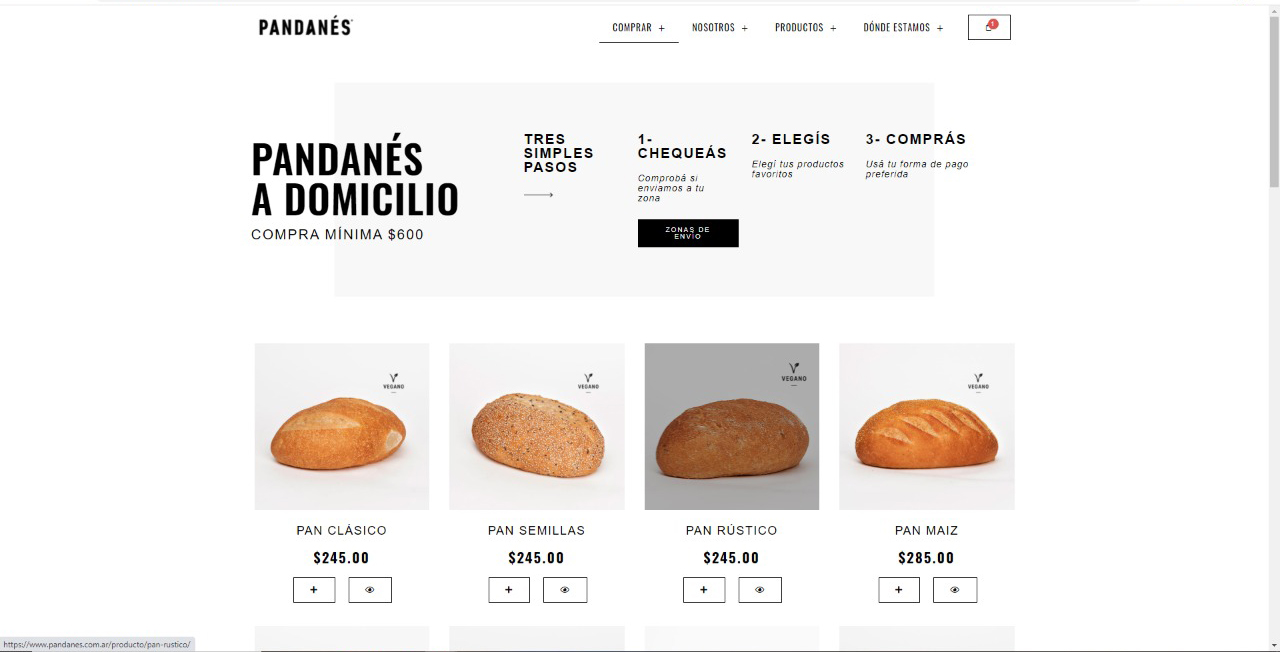 PANDANÉS
COMPRAR +
NOSOTROS +
PRODUCTOS +
DÓNDE ESTAMOS +
1
PANDANÉS
A DOMICILIO
COMPRA MÍNIMA $600
TRES
SIMPLES
PASOS
1-
CHEQUEÁS
Comprobá si
enviamos a tu
zona
ZONAS DE
ENVÍO
2- ELEGÍS
Elegí tus productos
favoritos
3- COMPRÁS
Usá tu forma de pago
preferida
VEGANO
VEGANO
VEGANO
VEGANO
PAN CLÁSICO
$245.00
+
PAN SEMILLAS
$245.00
+
PAN RÚSTICO
$245.00
+
PAN MAIZ
$285.00
+
https://www.pandanes.com.ar/producto/pan-rustico/